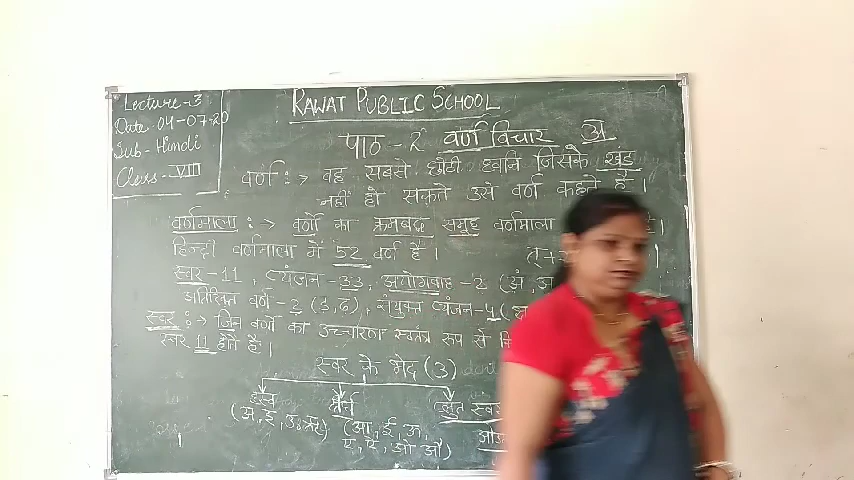 Lecture-3
Date 04-07-20
Sub-Hindi
Class-VIII
RAWAT PUBLIC SCHOOL
पाठ-2 वर्ण विचार अ
वर्ण :-> वह सबसे छोटी ध्वनि जिसके खंड
नहीं हो सकते उसे वर्ण कहते है।
वर्णमाला :-> वर्णों का क्रमबद्ध समूह वर्णमाला है।
हिन्दी वर्णमाला में 52 वर्ण है। त्+
स्वर-11, व्यंजन-33, अयोगवाह-2 (अं, अ
अतिरिक्त वर्ण-2 (ड़, ढ़), संयुक्त व्यंजन-4 (
स्वर :-> जिन वर्णों का उच्चारण स्वतंत्र रूप से
स्वर 11 होते है।
स्वर के भेद (3)
ह्रस्व दीर्घ प्लुत स्वर
(अ, इ, उ, ऋ) (आ, ई, ऊ, ओ
ए, ऐ, ओ औ)